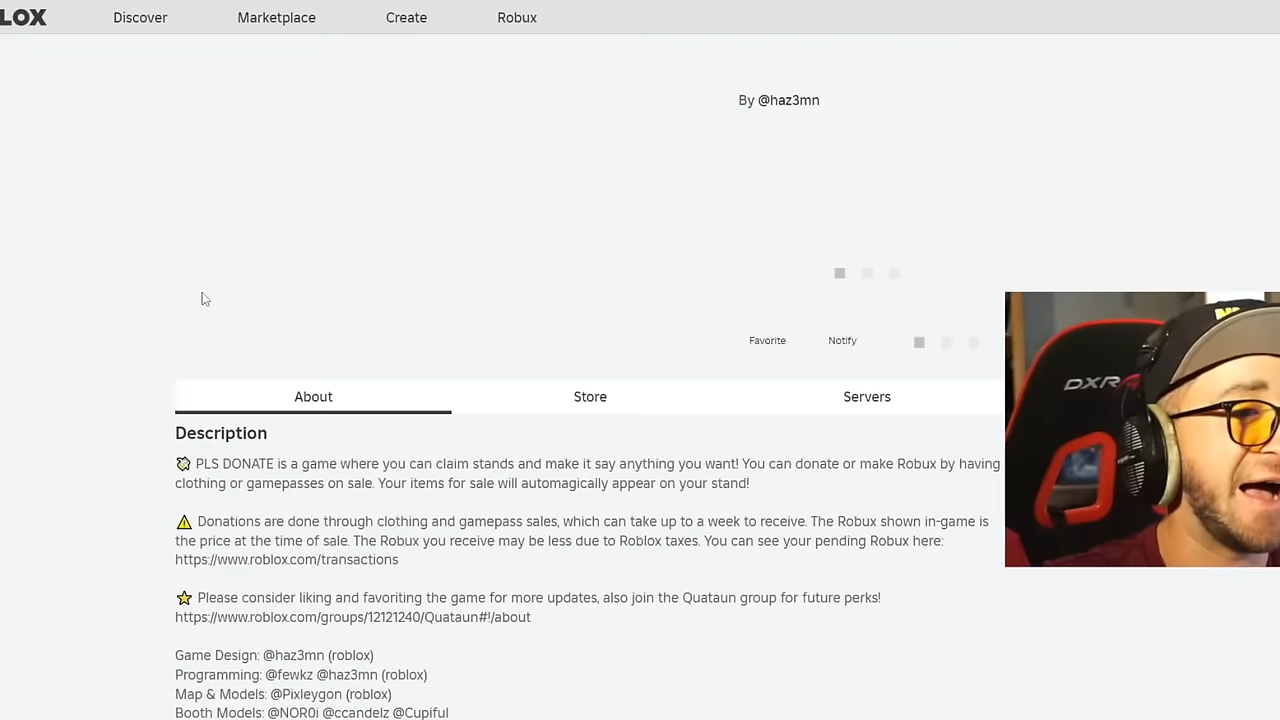 LOX Discover Marketplace Create Robux
By @haz3mn
Favorite Notify
About Store Servers
Description
PLS DONATE is a game where you can claim stands and make it say anything you want! You can donate or make Robux by having
clothing or gamepasses on sale. Your items for sale will automagically appear on your stand!
Donations are done through clothing and gamepass sales, which can take up to a week to receive. The Robux shown in-game is
the price at the time of sale. The Robux you receive may be less due to Roblox taxes. You can see your pending Robux here:
https://www.roblox.com/transactions
Please consider liking and favoriting the game for more updates, also join the Quataun group for future perks!
https://www.roblox.com/groups/12121240/Quataun#!/about
Game Design: @haz3mn (roblox)
Programming: @fewkz @haz3mn (roblox)
Map & Models: @Pixleygon (roblox)
Booth Models: @NOR0i @ccandelz @Cupiful
DXR